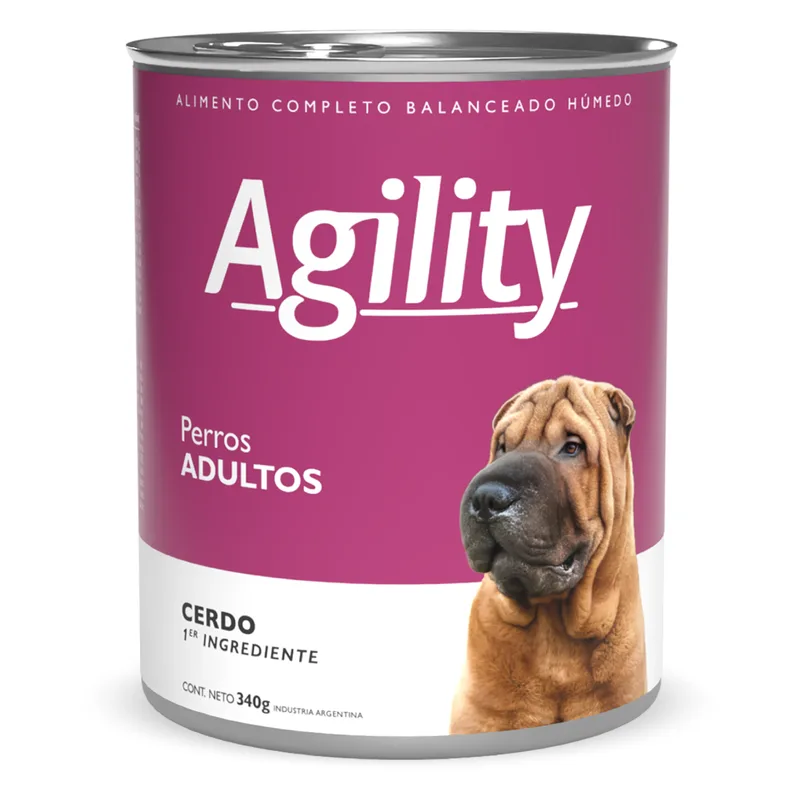 ALIMENTO COMPLETO BALANCEADO HÚMEDO
Agility
Perros
ADULTOS
CERDO
1ER INGREDIENTE
CONT. NETO 340g INDUSTRIA ARGENTINA